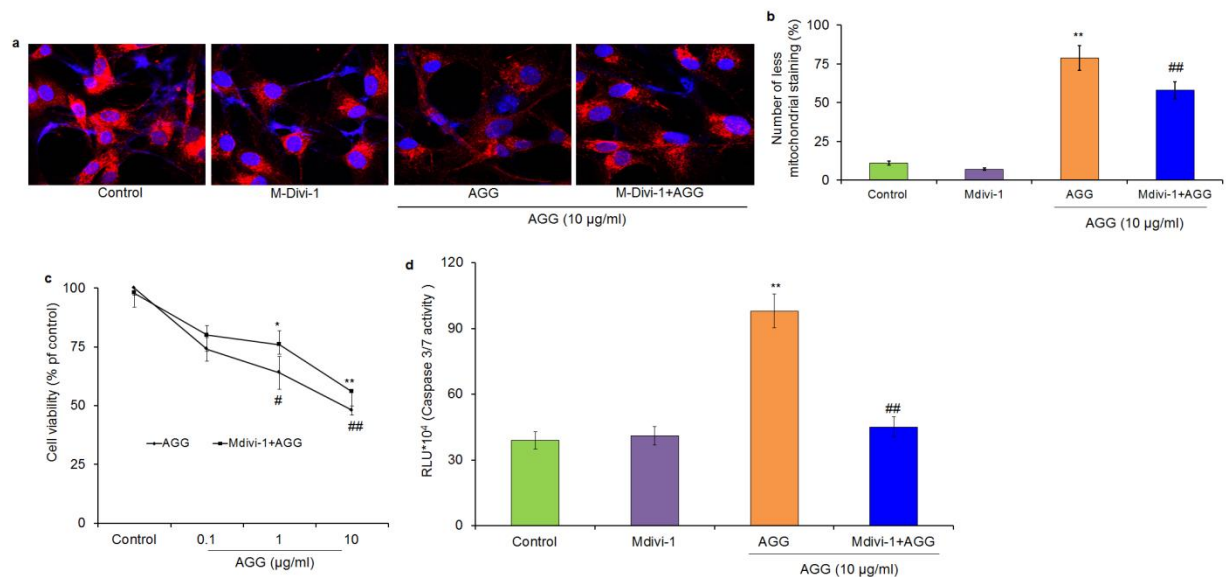 a
Control
M-Divi-1
AGG
M-Divi-1+AGG
AGG (10 µg/ml)
b
Number of less
mitochondrial staining (%)
100
75
50
25
0
**
##
Control
Mdivi-1
AGG
Mdivi-1+AGG
AGG (10 µg/ml)
c
Cell viability (% pf control)
100
75
50
25
0
*
**
#
##
AGG
Mdivi-1+AGG
Control
0.1
1
10
AGG (µg/ml)
d
RLU*10⁴ (Caspase 3/7 activity )
120
90
60
30
0
**
##
Control
Mdivi-1
AGG
Mdivi-1+AGG
AGG (10 µg/ml)